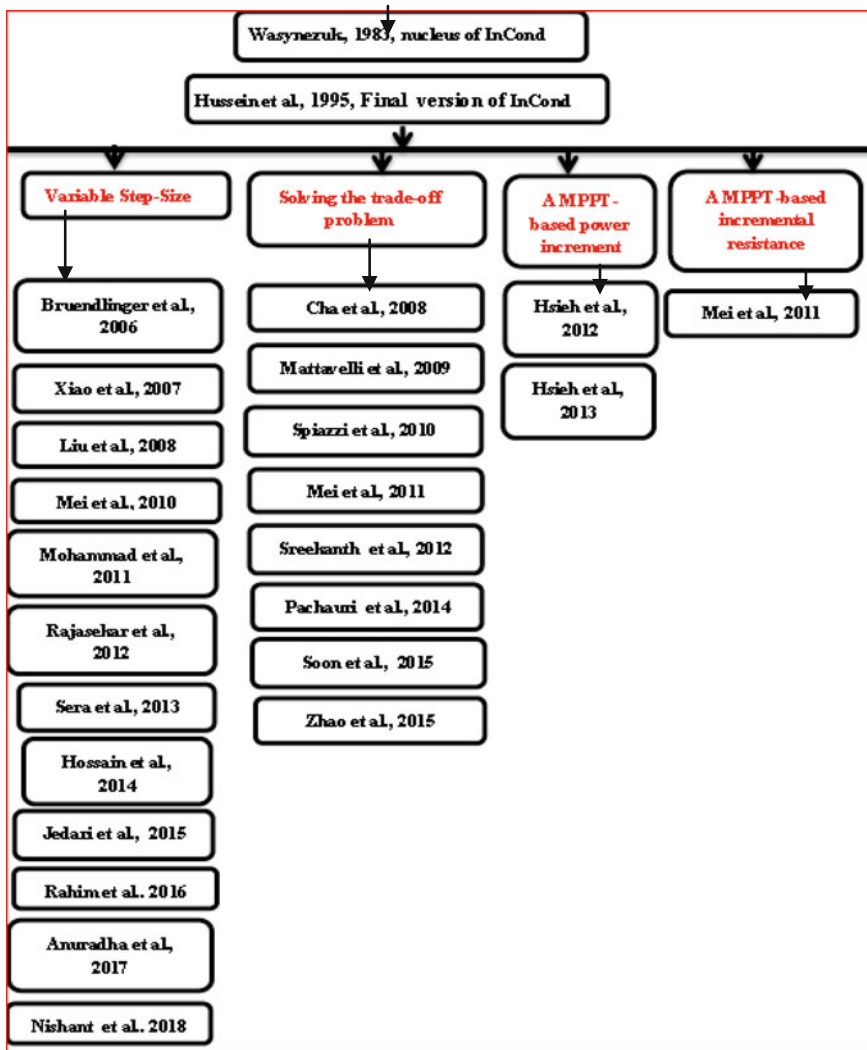 Wasynezuk, 1983, nucleus of InCond
Hussein et al., 1995, Final version of InCond
Variable Step-Size
Bruendlinger et al.,
2006
Xiao et al., 2007
Liu et al., 2008
Mei et al., 2010
Mohammad et al.,
2011
Rajasekar et al.,
2012
Sera et al., 2013
Hossain et al.,
2014
Jedari et al., 2015
Rahim et al. 2016
Anuradha et al.,
2017
Nishant et al. 2018
Solving the trade-off
problem
Cha et al., 2008
Mattavelli et al., 2009
Spiazzi et al., 2010
Mei et al., 2011
Sreekanth et al., 2012
Pachauri et al., 2014
Soon et al., 2015
Zhao et al., 2015
A MPPT-
based power
increment
Hsieh et al.,
2012
Hsieh et al.,
2013
A MPPT-based
incremental
resistance
Mei et al., 2011